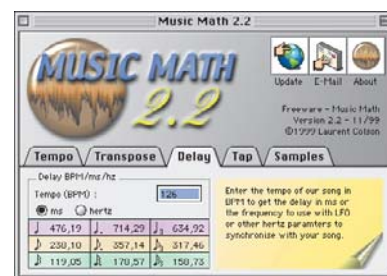 Music Math 2.2
MUSIC MATH
2.2
Update E-Mail About
Freeware - Music Math
Version 2.2 - 11/99
©1999 Laurent Colson
Tempo Transpose Delay Tap Samples
Delay BPM/ms/hz
Tempo (BPM) : 126
ms hertz
476,19 714,29 634,92
238,10 357,14 317,46
119,05 178,57 158,73
Enter the tempo of our song in
BPM to get the delay in ms or
the frequency to use with LFO
or other hertz paramters to
synchronise with your song.